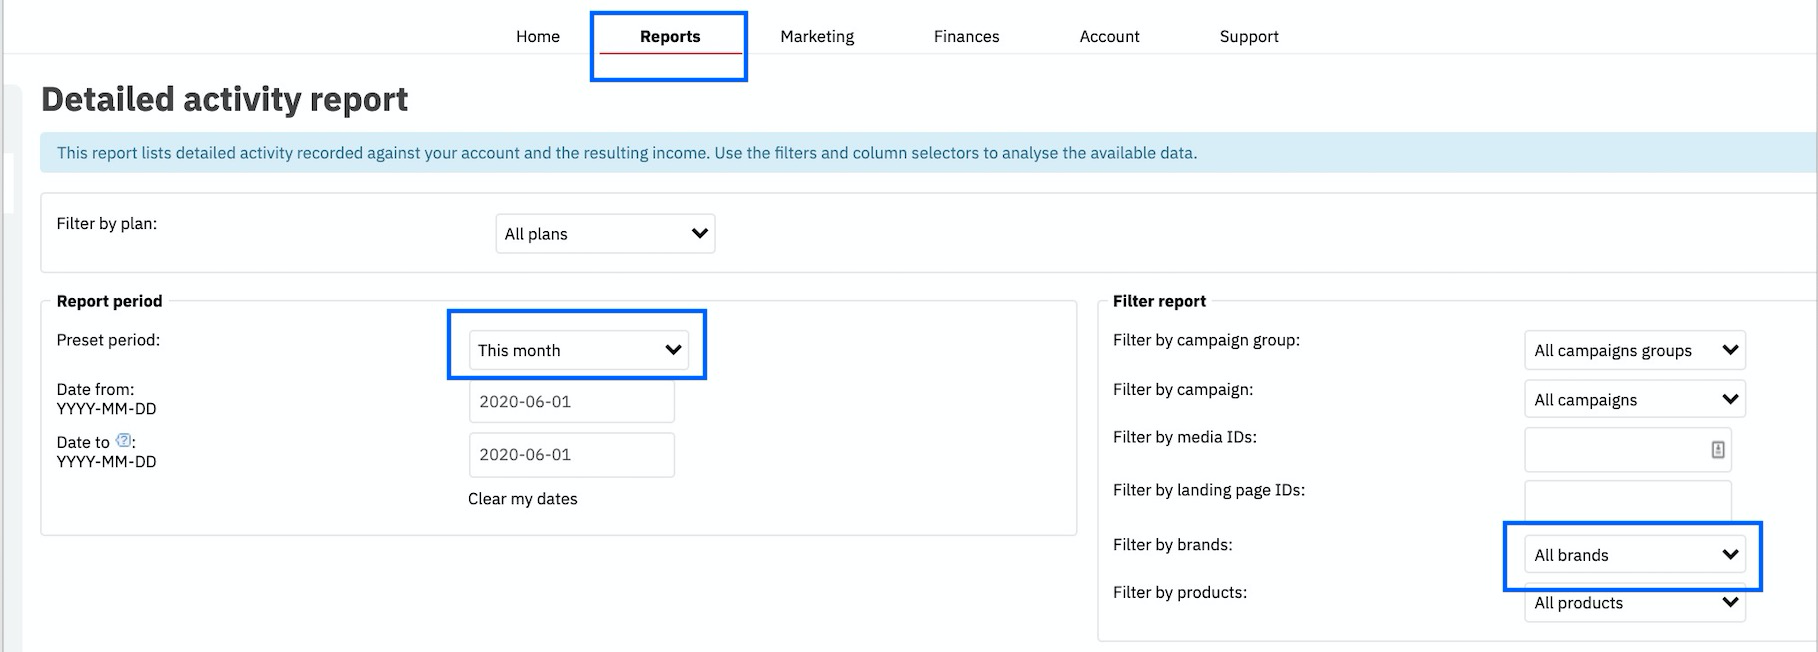 Home Reports Marketing Finances Account Support
Detailed activity report
This report lists detailed activity recorded against your account and the resulting income. Use the filters and column selectors to analyse the available data.
Filter by plan: All plans
Report period
Preset period: This month
Date from: 2020-06-01
YYYY-MM-DD
Date to ?: 2020-06-01
YYYY-MM-DD
Clear my dates
Filter report
Filter by campaign group: All campaigns groups
Filter by campaign: All campaigns
Filter by media IDs:
Filter by landing page IDs:
Filter by brands: All brands
Filter by products: All products